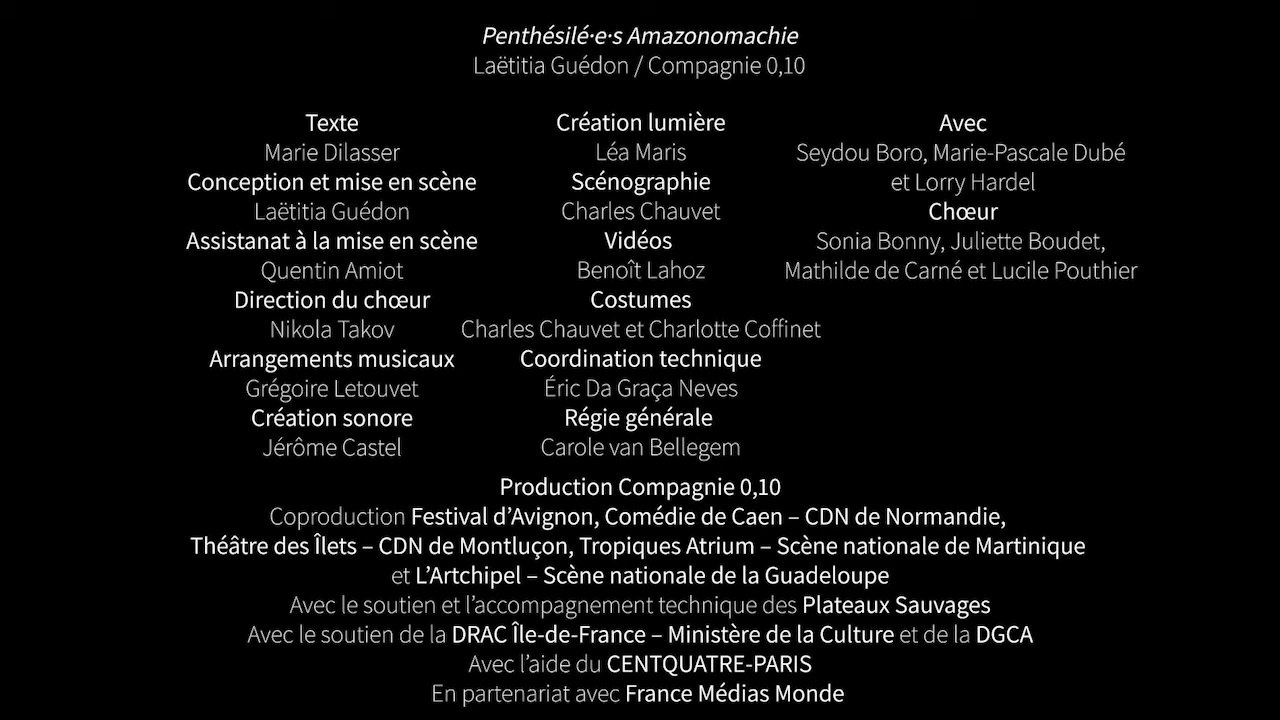 Penthésilé·e·s Amazonomachie
Laëtitia Guédon / Compagnie 0,10
Texte
Marie Dilasser
Conception et mise en scène
Laëtitia Guédon
Assistanat à la mise en scène
Quentin Amiot
Direction du chœur
Nikola Takov
Arrangements musicaux
Grégoire Letouvet
Création sonore
Jérôme Castel
Création lumière
Léa Maris
Scénographie
Charles Chauvet
Vidéos
Benoît Lahoz
Costumes
Charles Chauvet et Charlotte Coffinet
Coordination technique
Éric Da Graça Neves
Régie générale
Carole van Bellegem
Avec
Seydou Boro, Marie-Pascale Dubé
et Lorry Hardel
Chœur
Sonia Bonny, Juliette Boudet,
Mathilde de Carné et Lucile Pouthier
Production Compagnie 0,10
Coproduction Festival d’Avignon, Comédie de Caen – CDN de Normandie,
Théâtre des Îlets – CDN de Montluçon, Tropiques Atrium – Scène nationale de Martinique
et L’Artchipel – Scène nationale de la Guadeloupe
Avec le soutien et l’accompagnement technique des Plateaux Sauvages
Avec le soutien de la DRAC Île-de-France – Ministère de la Culture et de la DGCA
Avec l’aide du CENTQUATRE-PARIS
En partenariat avec France Médias Monde